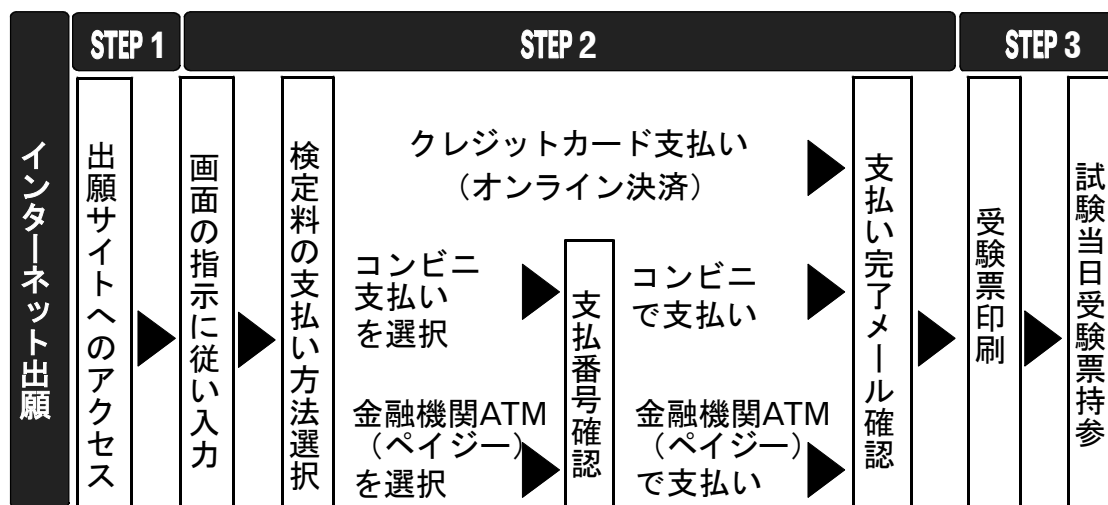 インターネット出願
STEP 1
STEP 2
STEP 3
出願サイトへのアクセス
画面の指示に従い入力
検定料の支払い方法選択
クレジットカード支払い
（オンライン決済）
コンビニ
支払い
を選択
金融機関ATM
（ペイジー）
を選択
支払番号確認
コンビニ
で支払い
金融機関ATM
（ペイジー）
で支払い
支払い完了メール確認
受験票印刷
試験当日受験票持参